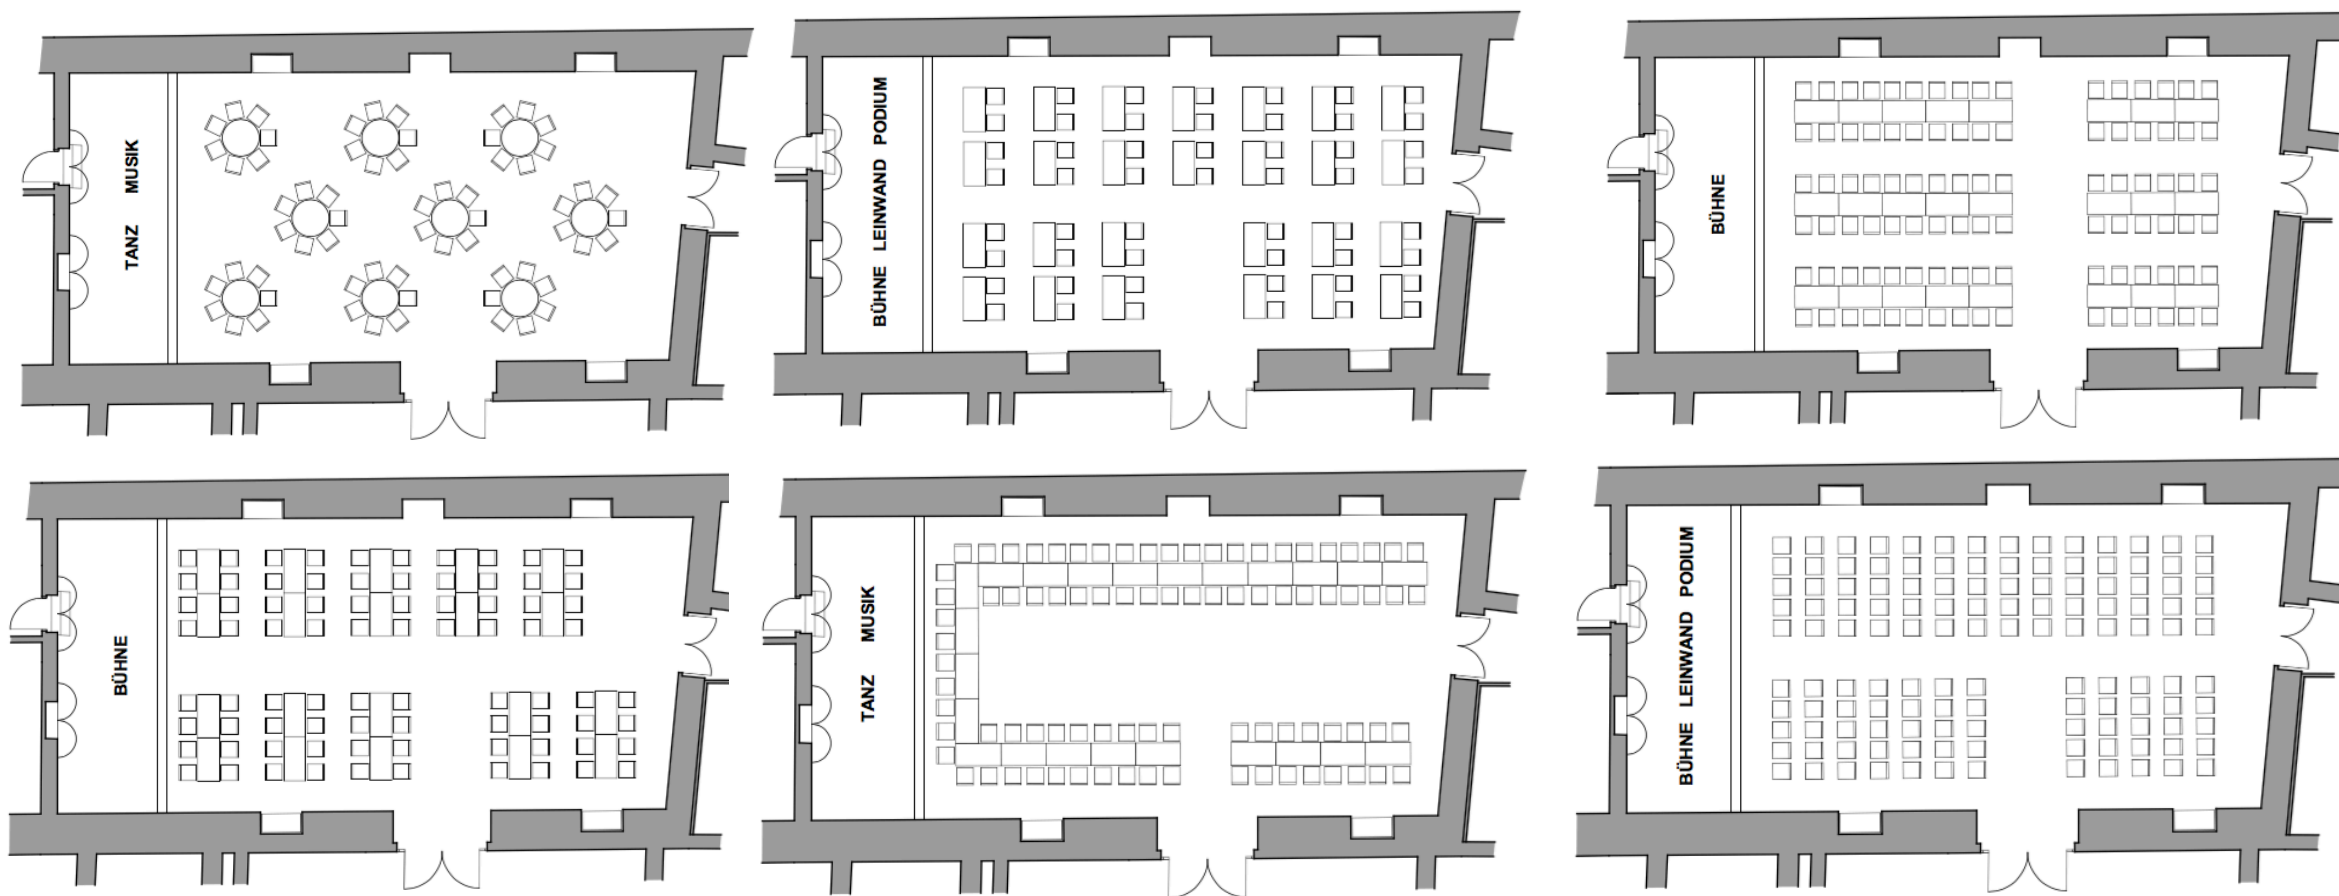 TANZ MUSIK
BÜHNE LEINWAND PODIUM
BÜHNE
BÜHNE
TANZ MUSIK
BÜHNE LEINWAND PODIUM